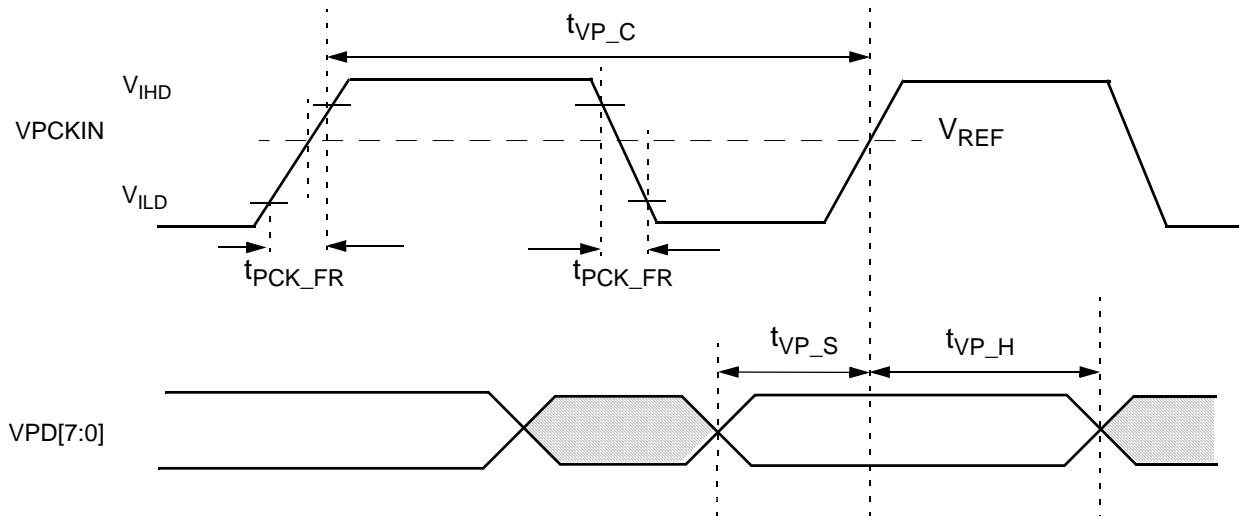 tVP_C
VIHD
VPCKIN
VREF
VILD
tPCK_FR
tPCK_FR
tVP_S
tVP_H
VPD[7:0]